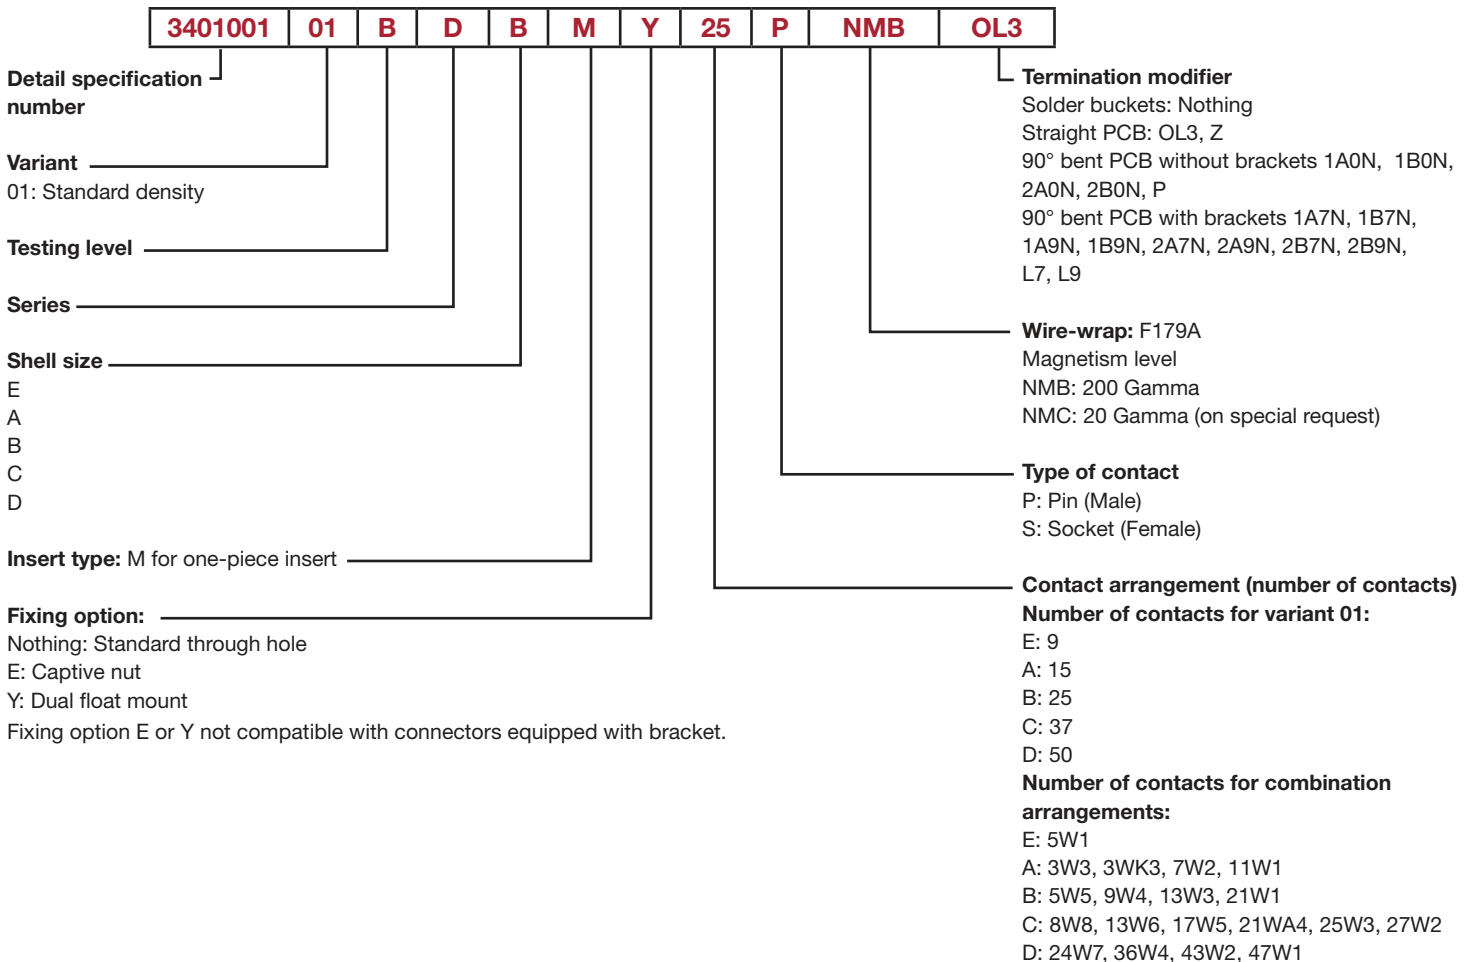 3401001 01 B D B M Y 25 P NMB OL3
Detail specification
number
Variant
01: Standard density
Testing level
Series
Shell size
E
A
B
C
D
Insert type: M for one-piece insert
Fixing option:
Nothing: Standard through hole
E: Captive nut
Y: Dual float mount
Fixing option E or Y not compatible with connectors equipped with bracket.
Termination modifier
Solder buckets: Nothing
Straight PCB: OL3, Z
90° bent PCB without brackets 1A0N, 1B0N,
2A0N, 2B0N, P
90° bent PCB with brackets 1A7N, 1B7N,
1A9N, 1B9N, 2A7N, 2A9N, 2B7N, 2B9N,
L7, L9
Wire-wrap: F179A
Magnetism level
NMB: 200 Gamma
NMC: 20 Gamma (on special request)
Type of contact
P: Pin (Male)
S: Socket (Female)
Contact arrangement (number of contacts)
Number of contacts for variant 01:
E: 9
A: 15
B: 25
C: 37
D: 50
Number of contacts for combination
arrangements:
E: 5W1
A: 3W3, 3WK3, 7W2, 11W1
B: 5W5, 9W4, 13W3, 21W1
C: 8W8, 13W6, 17W5, 21WA4, 25W3, 27W2
D: 24W7, 36W4, 43W2, 47W1